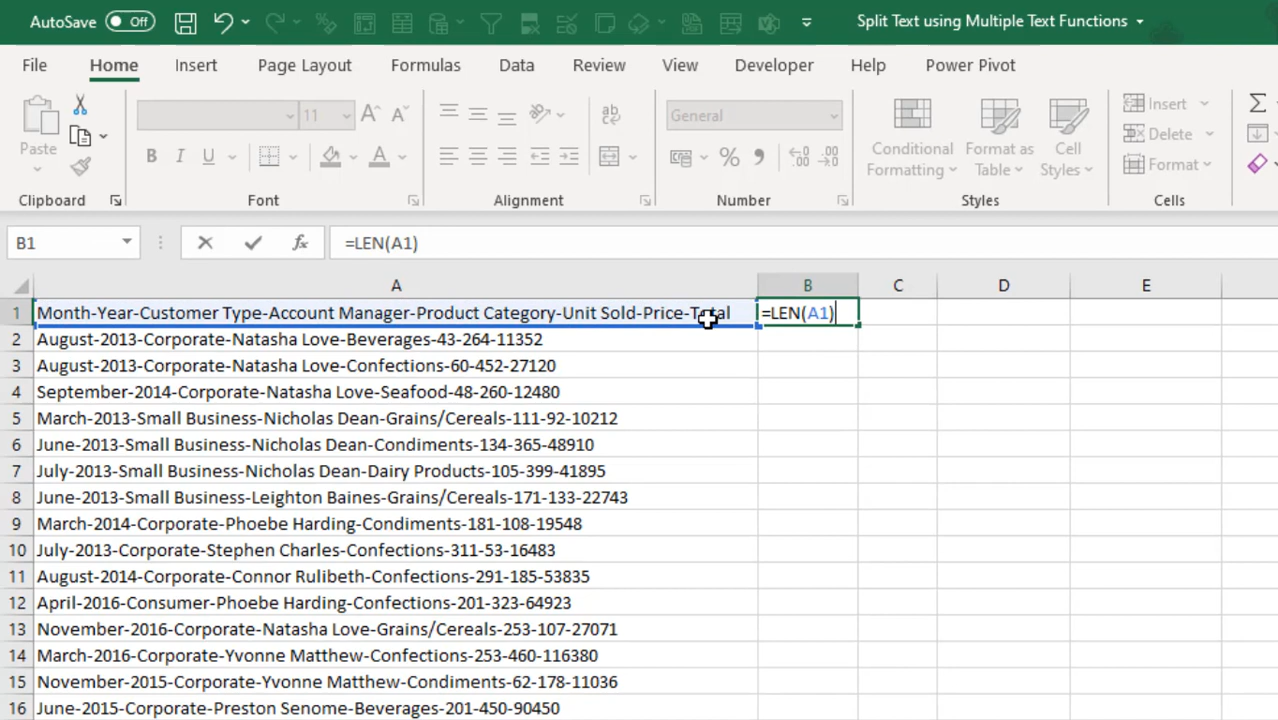 AutoSave Off Split Text using Multiple Text Functions
File Home Insert Page Layout Formulas Data Review View Developer Help Power Pivot
Paste
Clipboard
11
Font
Alignment
General
Number
Conditional Formatting
Format as Table
Cell Styles
Styles
Insert
Delete
Format
Cells
B1 =LEN(A1)
A B C D E
1 Month-Year-Customer Type-Account Manager-Product Category-Unit Sold-Price-Total =LEN(A1)
2 August-2013-Corporate-Natasha Love-Beverages-43-264-11352
3 August-2013-Corporate-Natasha Love-Confections-60-452-27120
4 September-2014-Corporate-Natasha Love-Seafood-48-260-12480
5 March-2013-Small Business-Nicholas Dean-Grains/Cereals-111-92-10212
6 June-2013-Small Business-Nicholas Dean-Condiments-134-365-48910
7 July-2013-Small Business-Nicholas Dean-Dairy Products-105-399-41895
8 June-2013-Small Business-Leighton Baines-Grains/Cereals-171-133-22743
9 March-2014-Corporate-Phoebe Harding-Condiments-181-108-19548
10 July-2013-Corporate-Stephen Charles-Confections-311-53-16483
11 August-2014-Corporate-Connor Rulibeth-Confections-291-185-53835
12 April-2016-Consumer-Phoebe Harding-Confections-201-323-64923
13 November-2016-Corporate-Natasha Love-Grains/Cereals-253-107-27071
14 March-2016-Corporate-Yvonne Matthew-Confections-253-460-116380
15 November-2015-Corporate-Yvonne Matthew-Condiments-62-178-11036
16 June-2015-Corporate-Preston Senome-Beverages-201-450-90450